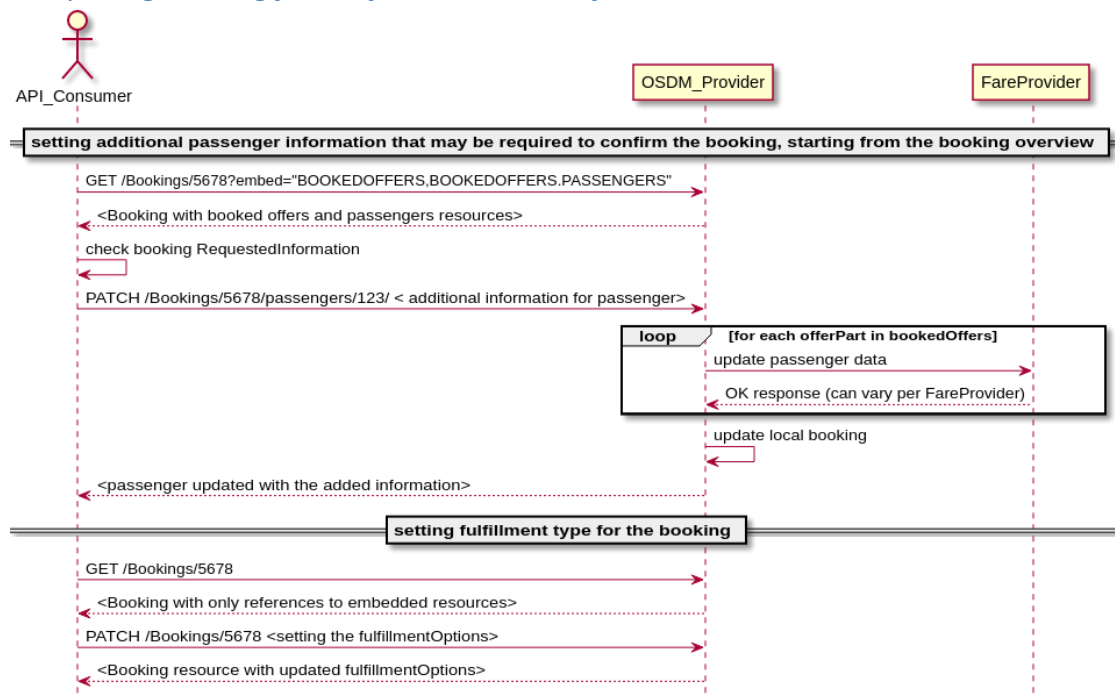 API_Consumer
OSDM_Provider
FareProvider
setting additional passenger information that may be required to confirm the booking, starting from the booking overview
GET /Bookings/5678?embed="BOOKEDOFFERS,BOOKEDOFFERS.PASSENGERS"
<Booking with booked offers and passengers resources>
check booking RequestedInformation
PATCH /Bookings/5678/passengers/123/ < additional information for passenger>
loop
[for each offerPart in bookedOffers]
update passenger data
OK response (can vary per FareProvider)
update local booking
<passenger updated with the added information>
setting fulfillment type for the booking
GET /Bookings/5678
<Booking with only references to embedded resources>
PATCH /Bookings/5678 <setting the fulfillmentOptions>
<Booking resource with updated fulfillmentOptions>